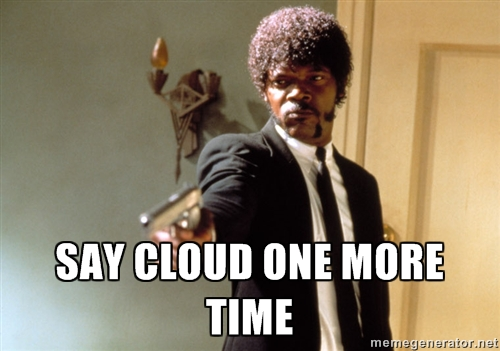 SAY CLOUD ONE MORE
TIME
memegenerator.net